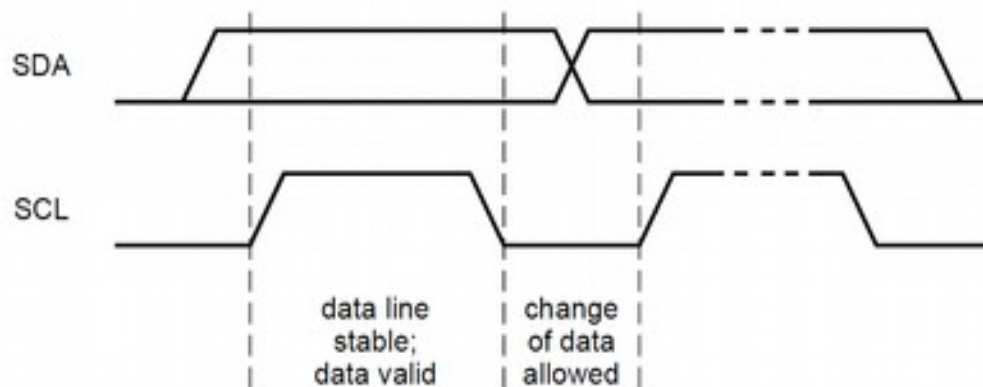 SDA
SCL
data line
stable;
data valid
change
of data
allowed